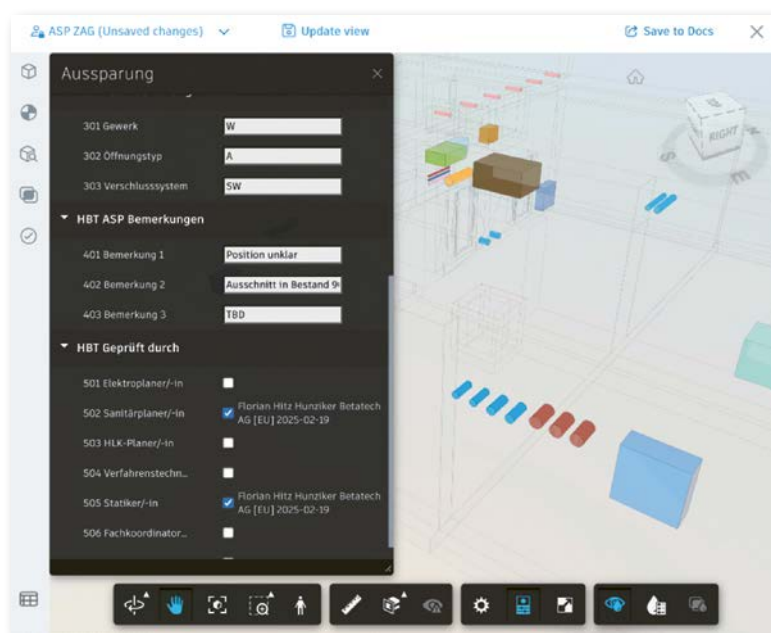 ASP ZAG (Unsaved changes)
Update view
Save to Docs
Aussparung
301 Gewerk
W
302 Öffnungstyp
A
303 Verschlusssystem
SW
HBT ASP Bemerkungen
401 Bemerkung 1
Position unklar
402 Bemerkung 2
Ausschnitt in Bestand
403 Bemerkung 3
TBD
HBT Geprüft durch
501 Elektroplaner/-in
502 Sanitärplaner/-in
Florian Hitz Hunziker Betatech
AG [EU] 2025-02-19
503 HLK-Planer/-in
504 Verfahrenstechn...
505 Statiker/-in
Florian Hitz Hunziker Betatech
AG [EU] 2025-02-19
506 Fachkoordinator...
RIGHT
S
E